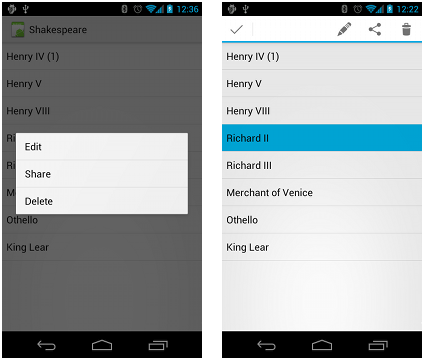 12:36
Shakespeare
Henry IV (1)
Henry V
Henry VIII
Ri
Edit
Ri
Share
M
Delete
Othello
King Lear
12:22
Henry IV (1)
Henry V
Henry VIII
Richard II
Richard III
Merchant of Venice
Othello
King Lear